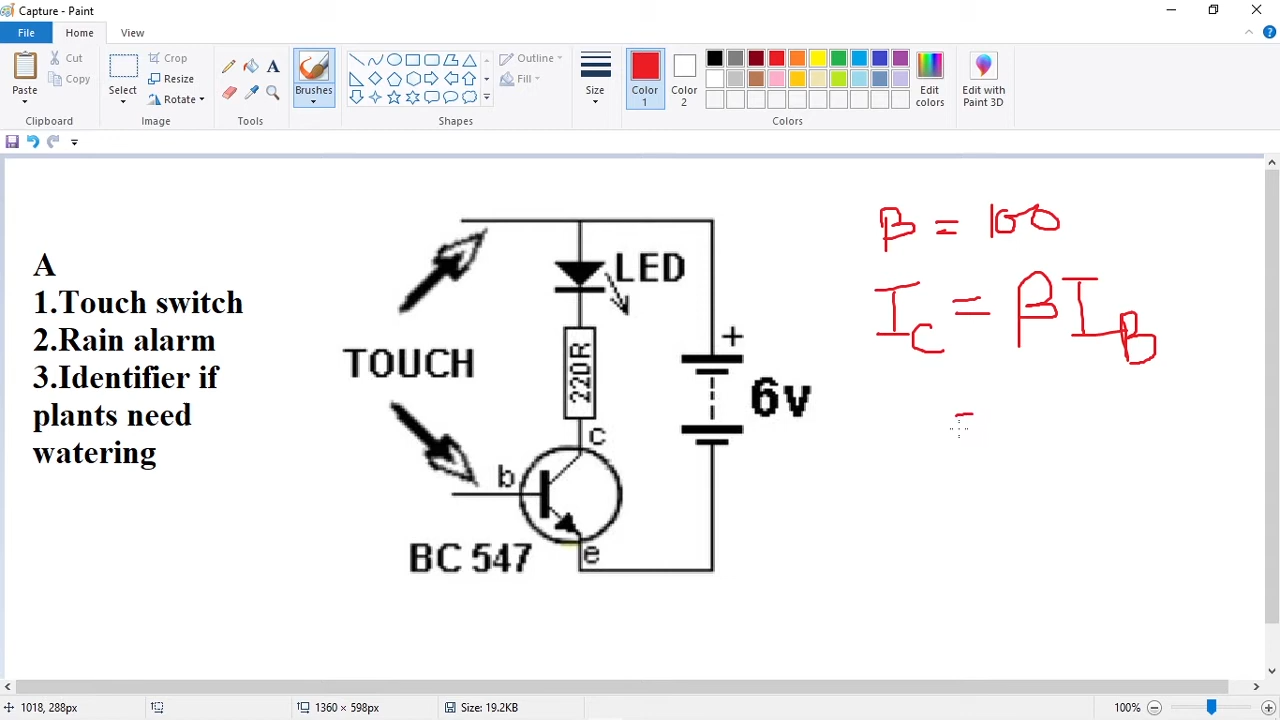 Capture - Paint
File Home View
Paste
Cut
Copy
Clipboard
Select
Crop
Resize
Rotate
Image
A
Tools
Brushes
Shapes
Outline
Fill
Size
Color 1
Color 2
Colors
Edit colors
Edit with Paint 3D
A
1.Touch switch
2.Rain alarm
3.Identifier if
plants need
watering
TOUCH
LED
220R
c
b
e
BC 547
+
6v
β = 100
I_C = β I_B
1018, 288px
1360 × 598px
Size: 19.2KB
100%